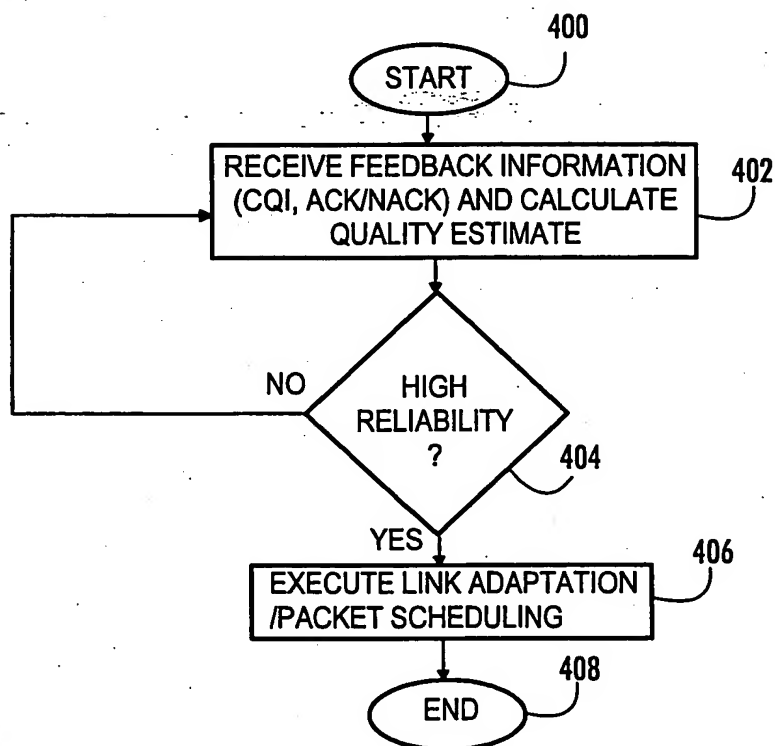 400
START
RECEIVE FEEDBACK INFORMATION
(CQI, ACK/NACK) AND CALCULATE
QUALITY ESTIMATE
402
NO
HIGH
RELIABILITY
?
404
YES
EXECUTE LINK ADAPTATION
/PACKET SCHEDULING
406
408
END